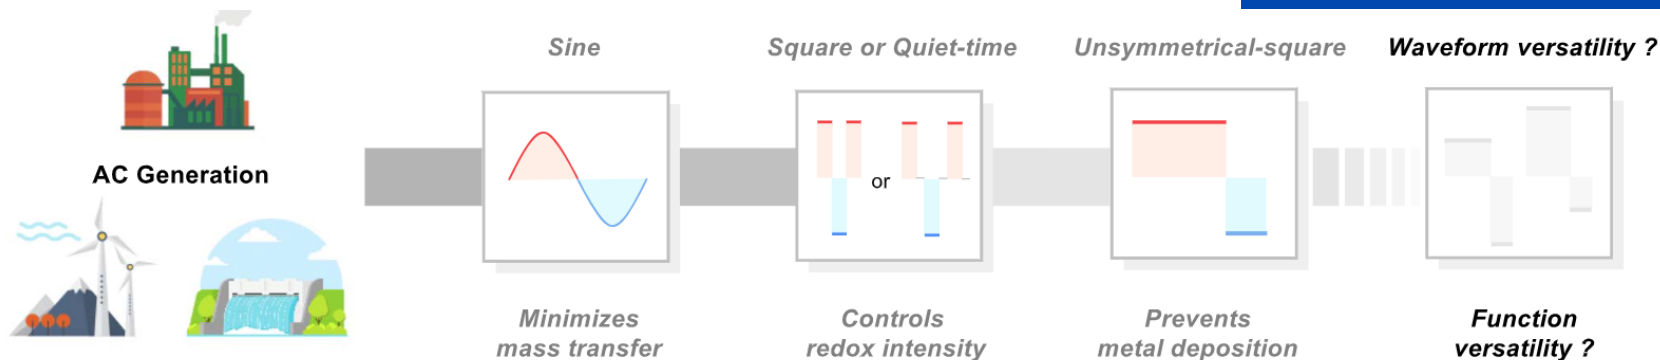 Sine
Square or Quiet-time
Unsymmetrical-square
Waveform versatility ?
AC Generation
or
Minimizes
mass transfer
Controls
redox intensity
Prevents
metal deposition
Function
versatility ?